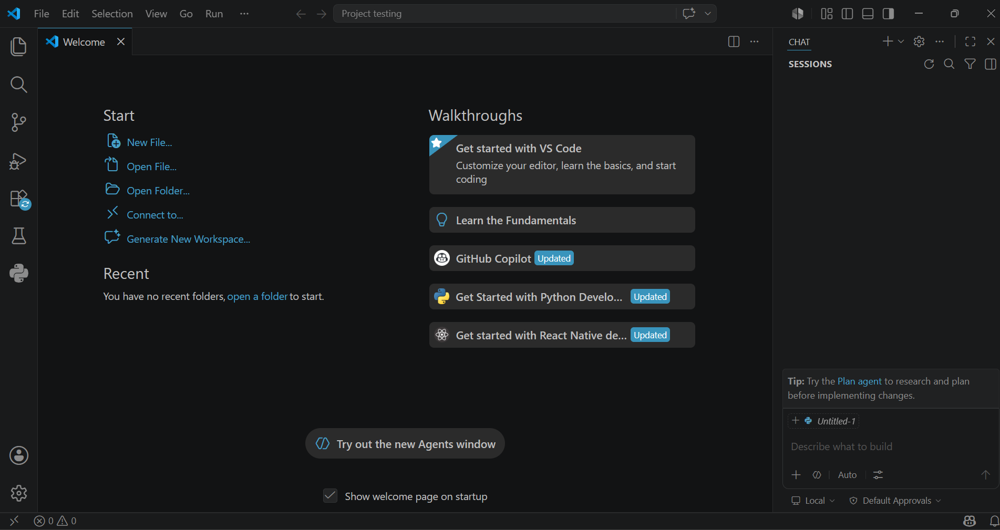 File Edit Selection View Go Run ···
Project testing
Welcome
CHAT
SESSIONS
Start
New File...
Open File...
Open Folder...
Connect to...
Generate New Workspace...
Recent
You have no recent folders, open a folder to start.
Walkthroughs
Get started with VS Code
Customize your editor, learn the basics, and start
coding
Learn the Fundamentals
GitHub Copilot Updated
Get Started with Python Develo... Updated
Get started with React Native de... Updated
Try out the new Agents window
Show welcome page on startup
Tip: Try the Plan agent to research and plan
before implementing changes.
Untitled-1
Describe what to build
Auto
Local Default Approvals
0 0